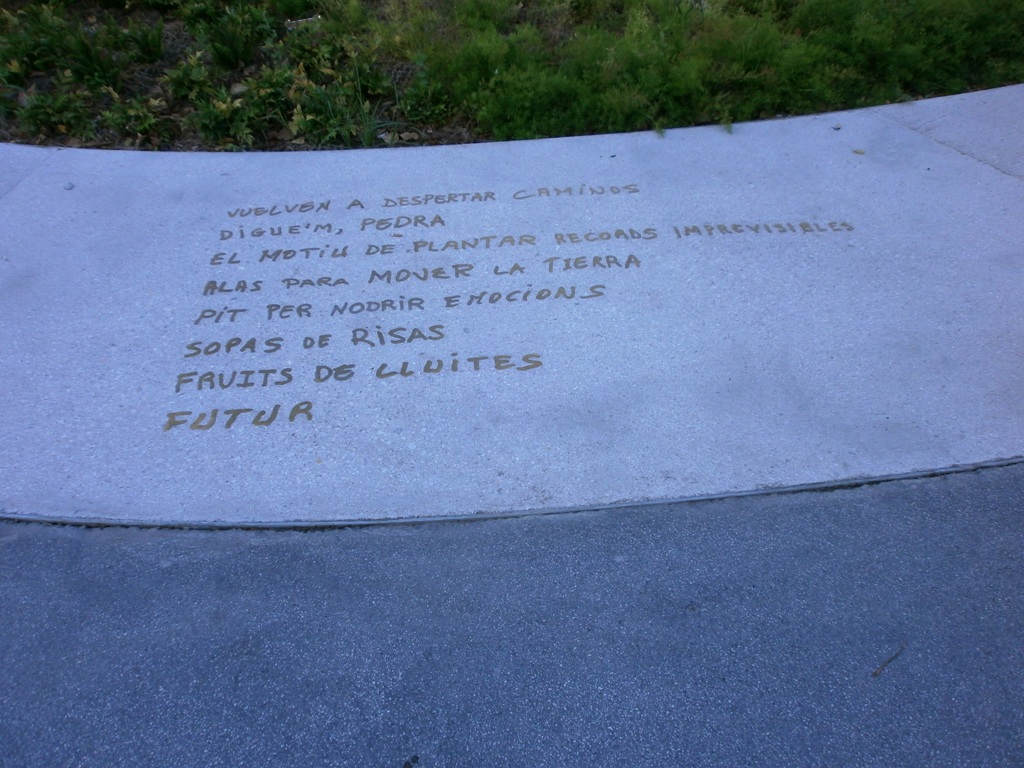 VUELVEN A DESPERTAR CAMINOS
DIGUE'M, PEDRA
EL MOTIU DE PLANTAR RECORDS IMPREVISIBLES
ALAS PARA MOVER LA TIERRA
PIT PER NODRIR EMOCIONS
SOPAS DE RISAS
FRUITS DE LLUITES
FUTUR